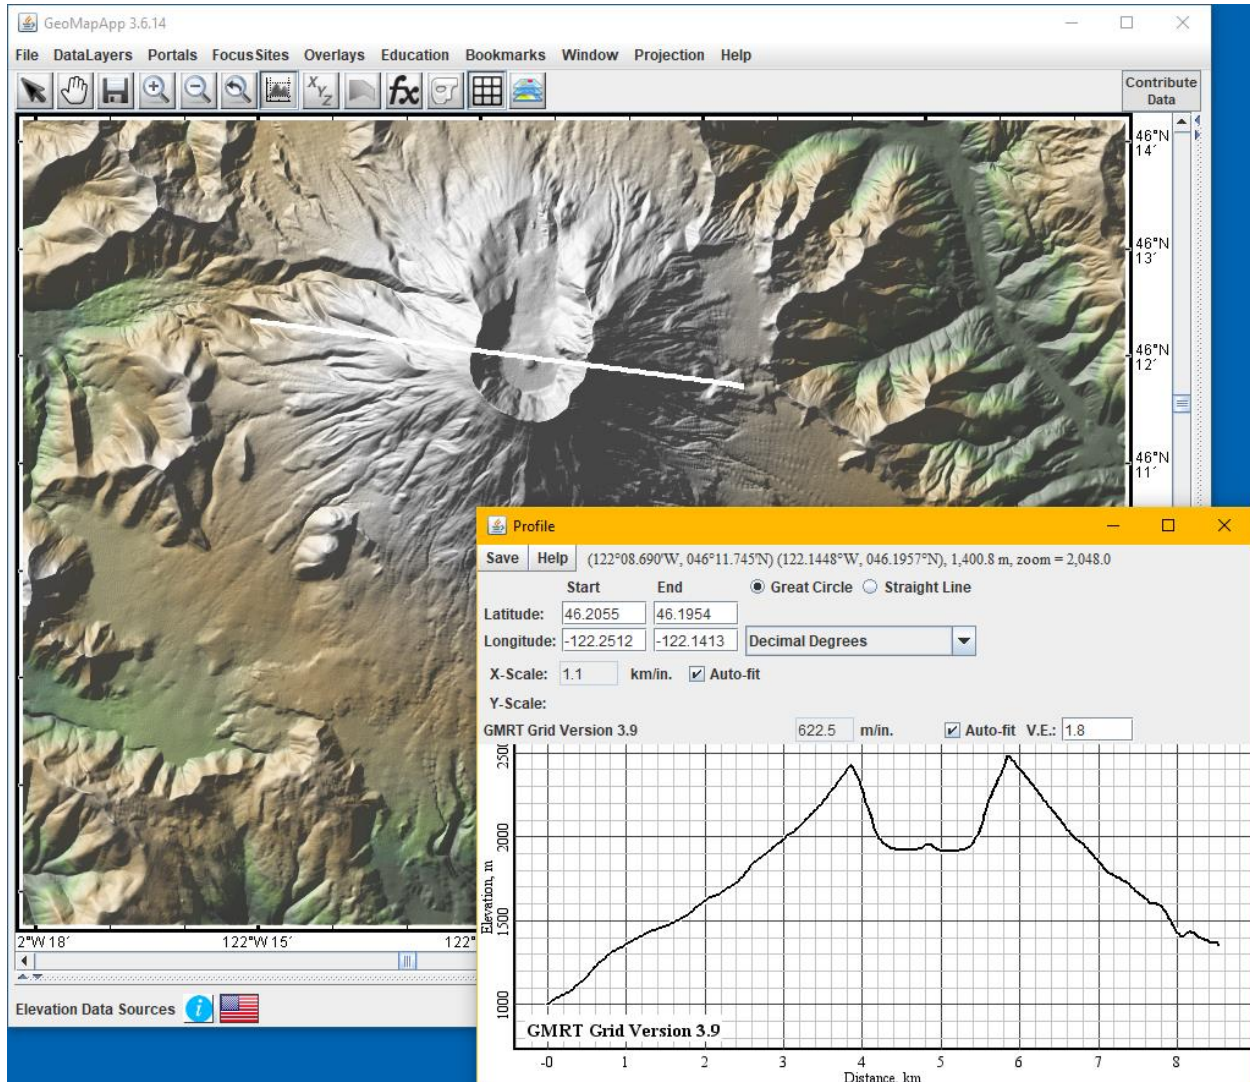 GeoMapApp 3.6.14
File DataLayers Portals FocusSites Overlays Education Bookmarks Window Projection Help
X Y Z fx
Contribute
Data
46°N
14´
46°N
13´
46°N
12´
46°N
11´
2°W 18´ 122°W 15´ 122°
Elevation Data Sources i
Profile
Save Help (122°08.690'W, 046°11.745'N) (122.1448°W, 046.1957°N), 1,400.8 m, zoom = 2,048.0
Start End Great Circle Straight Line
Latitude: 46.2055 46.1954
Longitude: -122.2512 -122.1413 Decimal Degrees
X-Scale: 1.1 km/in. Auto-fit
Y-Scale:
GMRT Grid Version 3.9 622.5 m/in. Auto-fit V.E.: 1.8
Elevation, m
2500
2000
1500
1000
GMRT Grid Version 3.9
-0 1 2 3 4 5 6 7 8
Distance, km